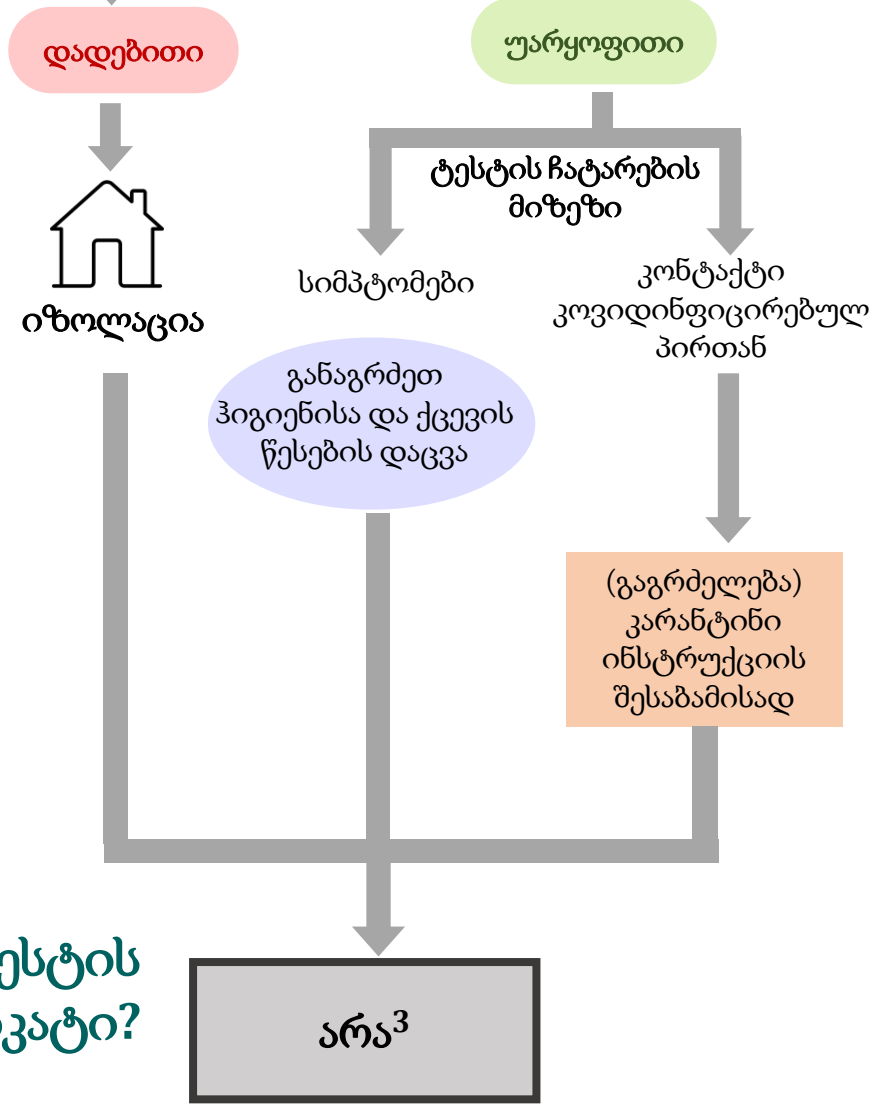 დადებითი
უარყოფითი
ტესტის ჩატარების
მიზეზი
სიმპტომები
კონტაქტი
კოვიდინფიცირებულ
პირთან
იზოლაცია
განაგრძეთ
ჰიგიენისა და ქცევის
წესების დაცვა
(გაგრძელება)
კარანტინი
ინსტრუქციის
შესაბამისად
არა³